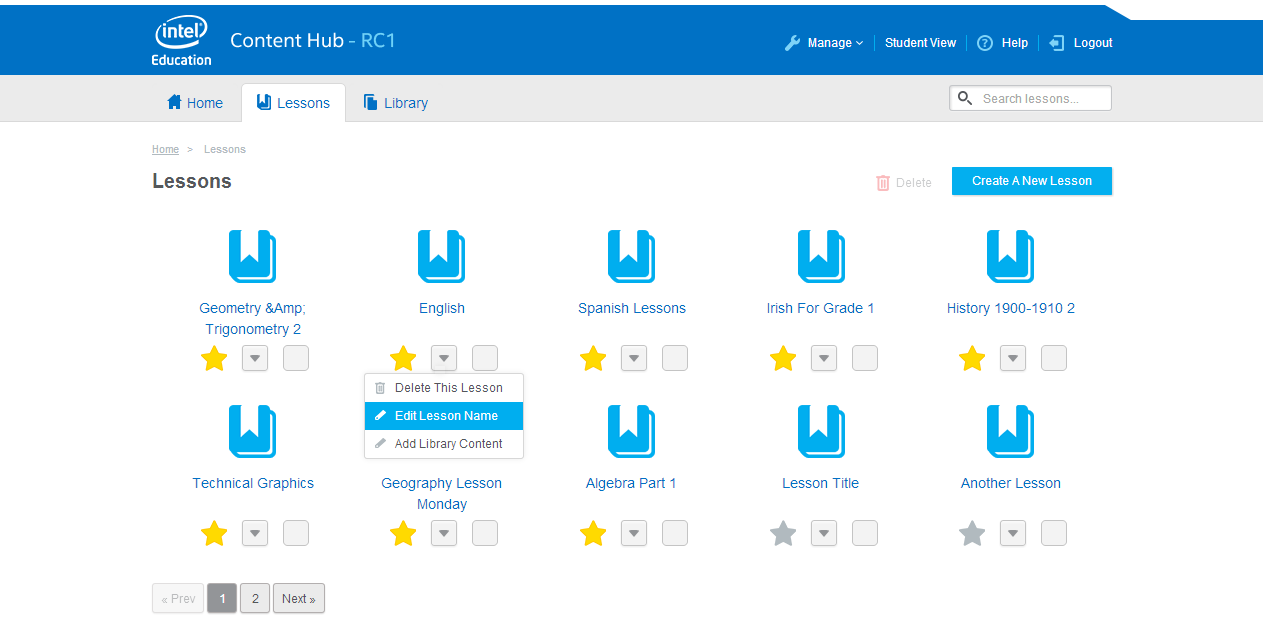 intel
Education
Content Hub - RC1
Manage
Student View
Help
Logout
Home
Lessons
Library
Search lessons...
Home > Lessons
Lessons
Delete
Create A New Lesson
Geometry &Amp;
Trigonometry 2
English
Spanish Lessons
Irish For Grade 1
History 1900-1910 2
Delete This Lesson
Edit Lesson Name
Add Library Content
Technical Graphics
Geography Lesson
Monday
Algebra Part 1
Lesson Title
Another Lesson
« Prev
1
2
Next »